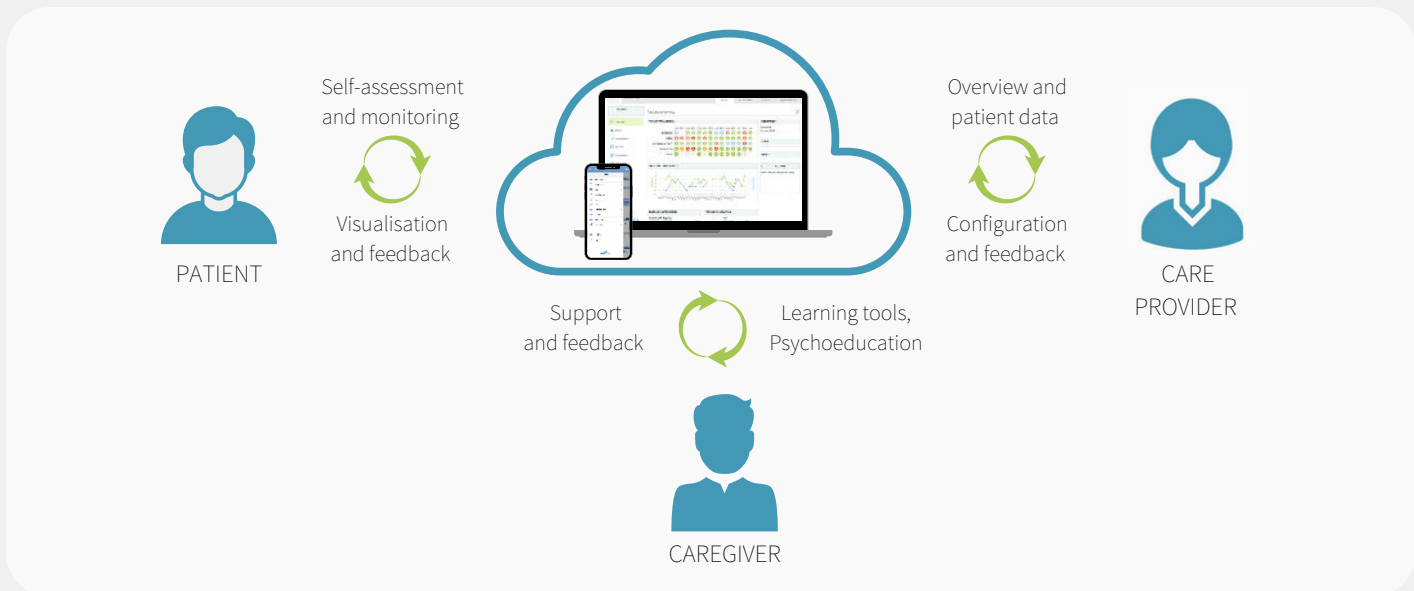 Self-assessment
and monitoring
Visualisation
and feedback
PATIENT
Overview and
patient data
Configuration
and feedback
CARE
PROVIDER
Support
and feedback
Learning tools,
Psychoeducation
CAREGIVER